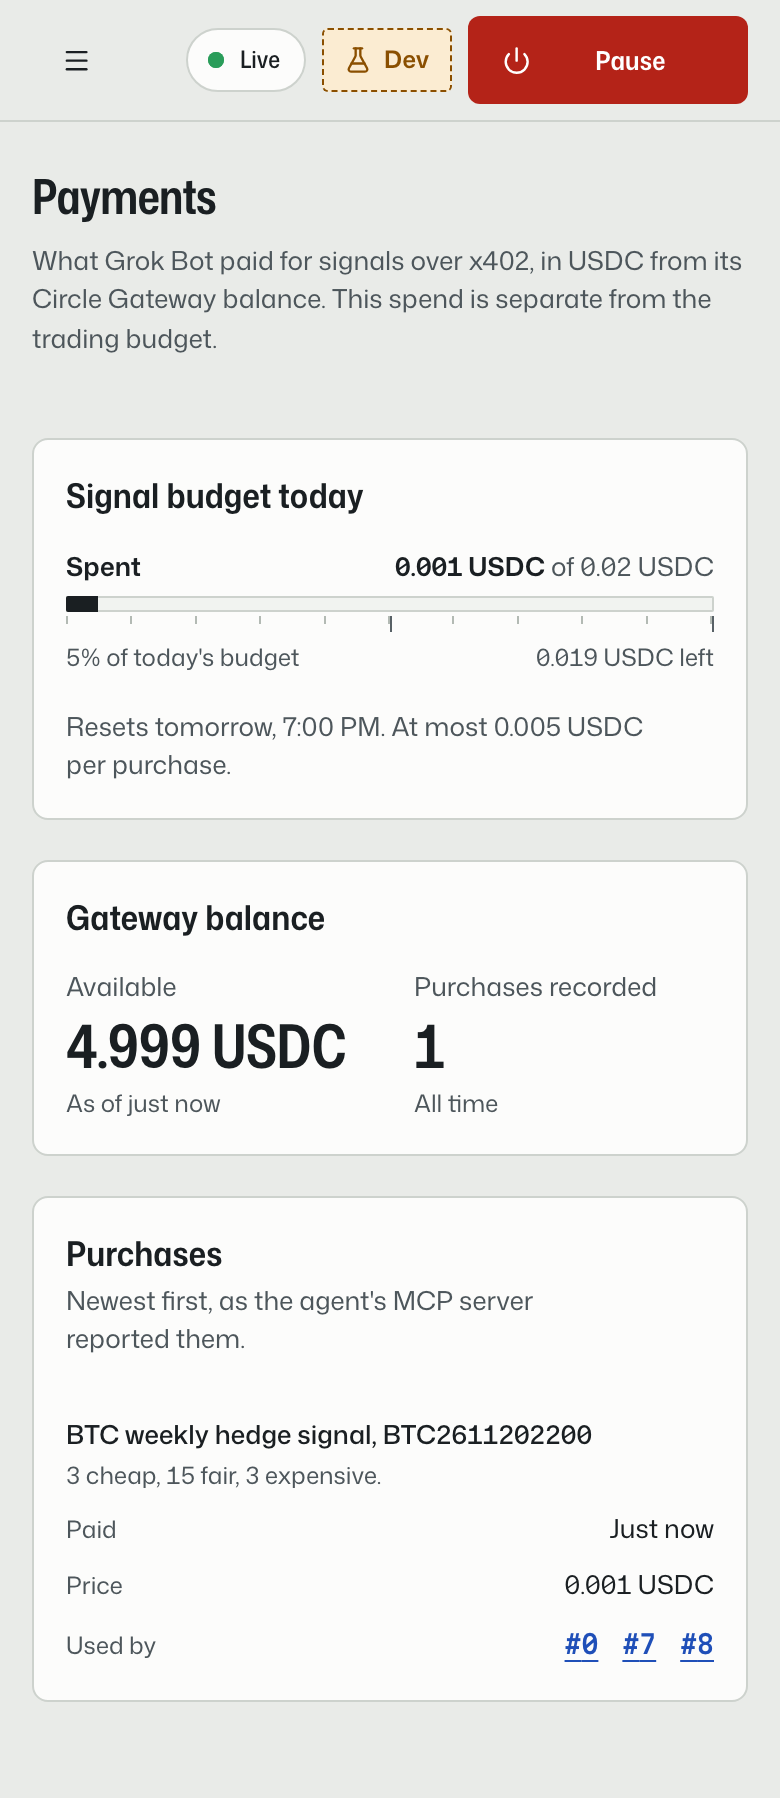 Live
Dev
Pause
Payments
What Grok Bot paid for signals over x402, in USDC from its
Circle Gateway balance. This spend is separate from the
trading budget.
Signal budget today
Spent
0.001 USDC of 0.02 USDC
5% of today's budget
0.019 USDC left
Resets tomorrow, 7:00 PM. At most 0.005 USDC
per purchase.
Gateway balance
Available
Purchases recorded
4.999 USDC
1
As of just now
All time
Purchases
Newest first, as the agent's MCP server
reported them.
BTC weekly hedge signal, BTC2611202200
3 cheap, 15 fair, 3 expensive.
Paid
Just now
Price
0.001 USDC
Used by
#0 #7 #8